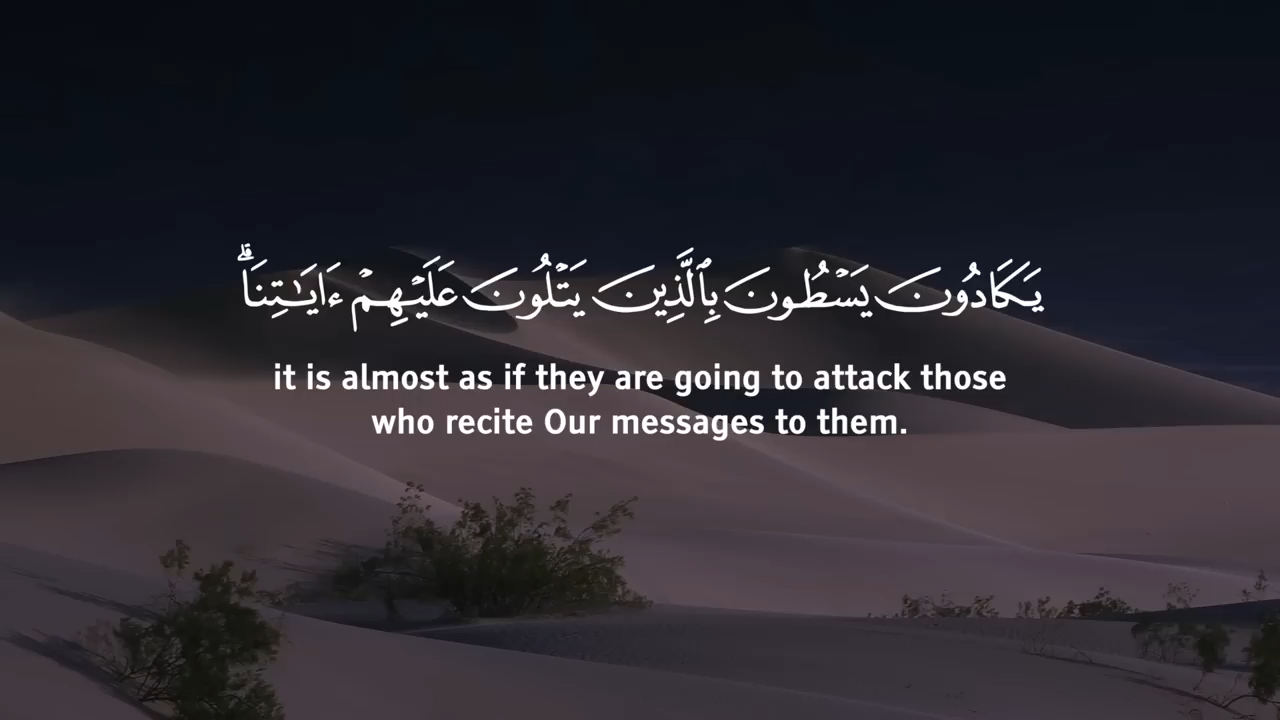 يَكَادُونَ يَسْطُونَ بِٱلَّذِينَ يَتْلُونَ عَلَيْهِمْ ءَايَـٰتِنَا ۗ
it is almost as if they are going to attack those
who recite Our messages to them.